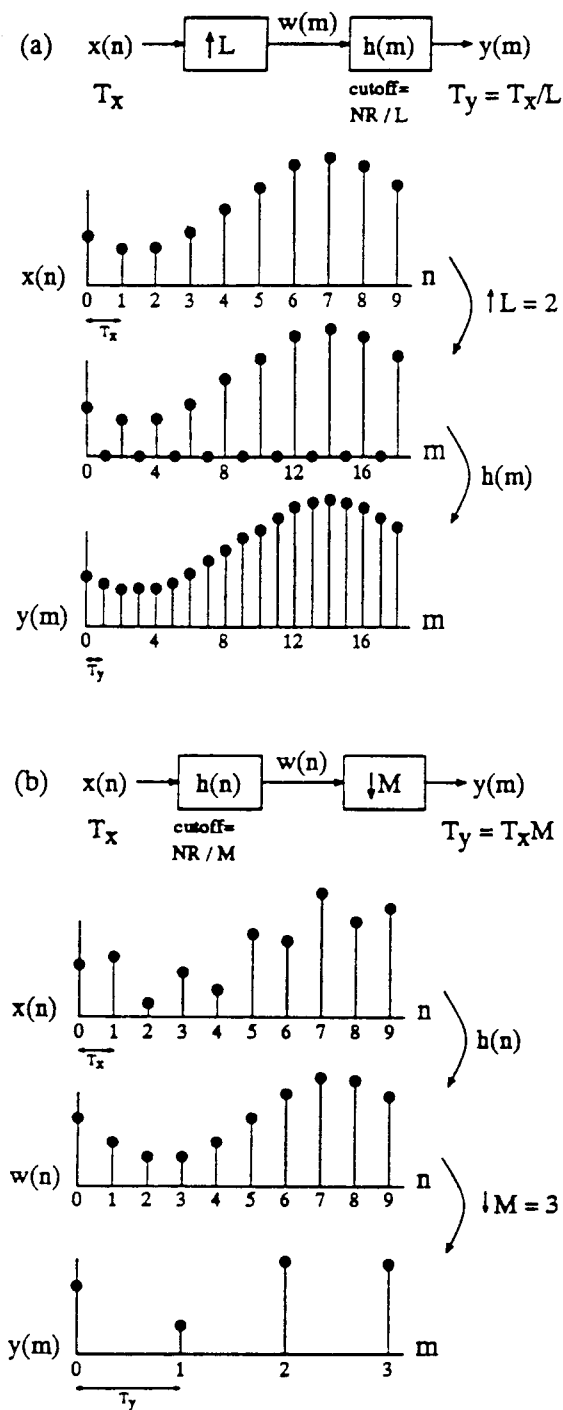 (a) x(n) ↑L w(m) h(m) y(m)
T_x cutoff= NR / L T_y = T_x/L
x(n) n
0 1 2 3 4 5 6 7 8 9
T_x
↑L = 2
m
0 4 8 12 16
h(m)
y(m) m
0 4 8 12 16
T_y
(b) x(n) h(n) w(n) ↓M y(m)
T_x cutoff= NR / M T_y = T_xM
x(n) n
0 1 2 3 4 5 6 7 8 9
T_x
h(n)
w(n) n
0 1 2 3 4 5 6 7 8 9
↓M = 3
y(m) m
0 1 2 3
T_y